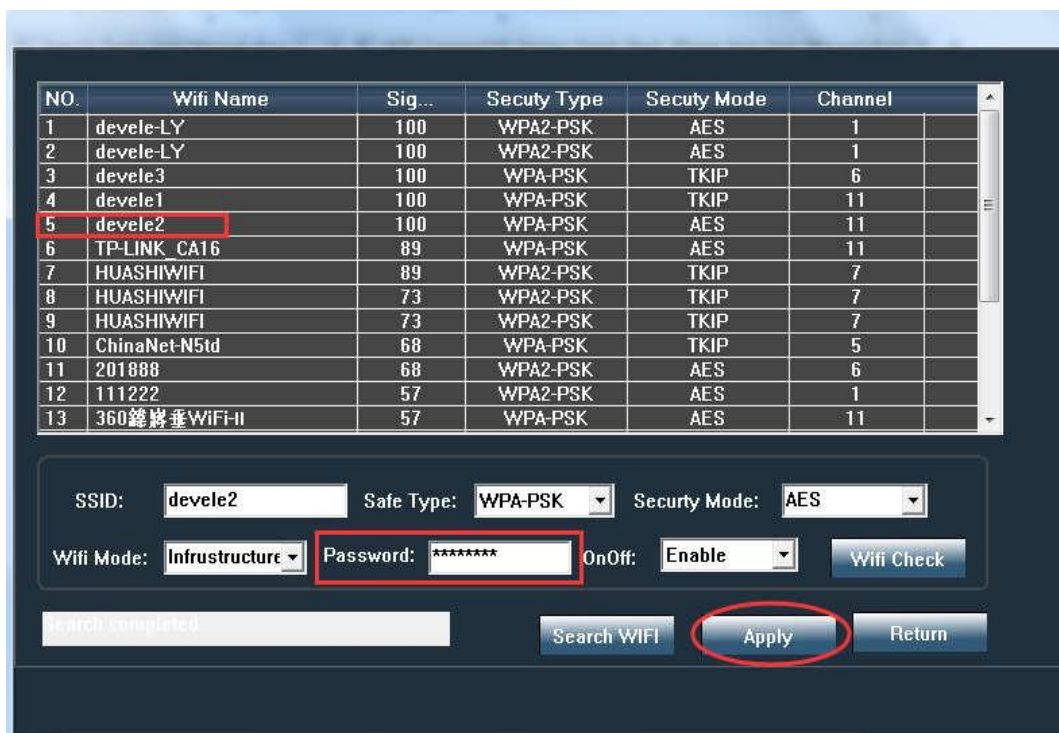 NO. Wifi Name Sig... Secuty Type Secuty Mode Channel
1 devele-LY 100 WPA2-PSK AES 1
2 devele-LY 100 WPA2-PSK AES 1
3 devele3 100 WPA-PSK TKIP 6
4 devele1 100 WPA-PSK TKIP 11
5 devele2 100 WPA-PSK AES 11
6 TP-LINK_CA16 89 WPA-PSK AES 11
7 HUASHIWIFI 89 WPA2-PSK TKIP 7
8 HUASHIWIFI 73 WPA2-PSK TKIP 7
9 HUASHIWIFI 73 WPA2-PSK TKIP 7
10 ChinaNet-N5td 68 WPA-PSK TKIP 5
11 201888 68 WPA2-PSK AES 6
12 111222 57 WPA2-PSK AES 1
13 360 WiFi-II 57 WPA-PSK AES 11
SSID: devele2 Safe Type: WPA-PSK Securty Mode: AES
Wifi Mode: Infrustructure Password: ******** OnOff: Enable Wifi Check
Search completed Search WIFI Apply Return